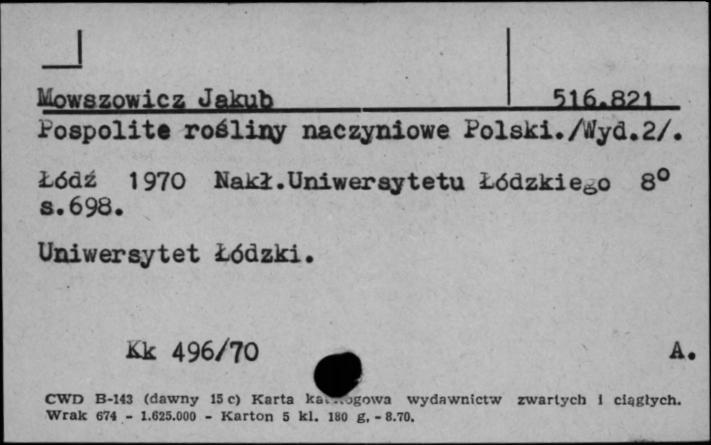 Mowszowicz Jakub 516.821
Pospolite rośliny naczyniowe Polski./Wyd.2/.
Łódź 1970 Nakł.Uniwersytetu Łódzkiego 8°
s.698.
Uniwersytet Łódzki.
Kk 496/70 A.
CWD B-143 (dawny 15 c) Karta wydawnictw zwartych i ciągłych.
Wrak 674 - 1.625.000 - Karton 5 kl. 180 g. - 8.70.